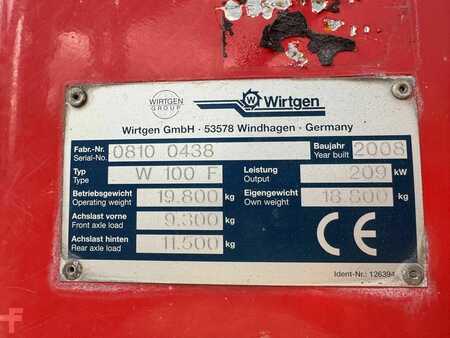 WIRTGEN GROUP
Wirtgen
Wirtgen GmbH · 53578 Windhagen · Germany
Fabr.-Nr. Serial-No. 0810 0438 Baujahr Year built 2008
Typ Type W 100 F Leistung Output 209 kW
Betriebsgewicht Operating weight 19.800 kg Eigengewicht Own weight 18.800 kg
Achslast vorne Front axle load 9.300 kg
Achslast hinten Rear axle load 11.500 kg
CE
Ident-Nr.: 126394